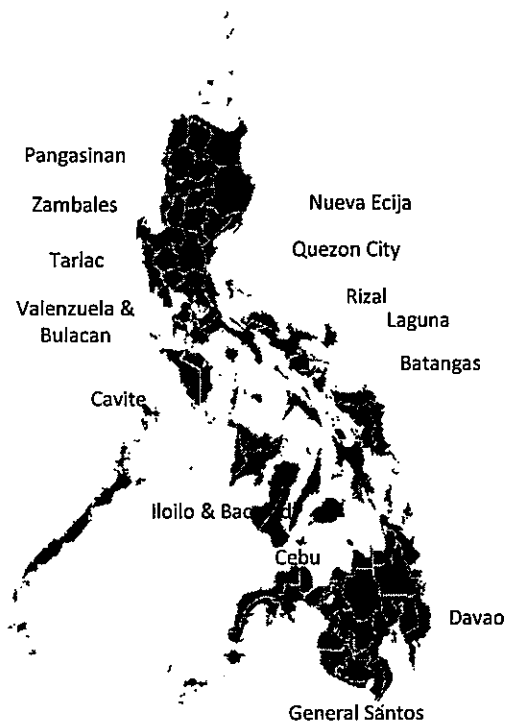 Pangasinan
Zambales
Nueva Ecija
Tarlac
Quezon City
Rizal
Valenzuela &
Bulacan
Laguna
Batangas
Cavite
Iloilo &
Cebu
Davao
General Santos